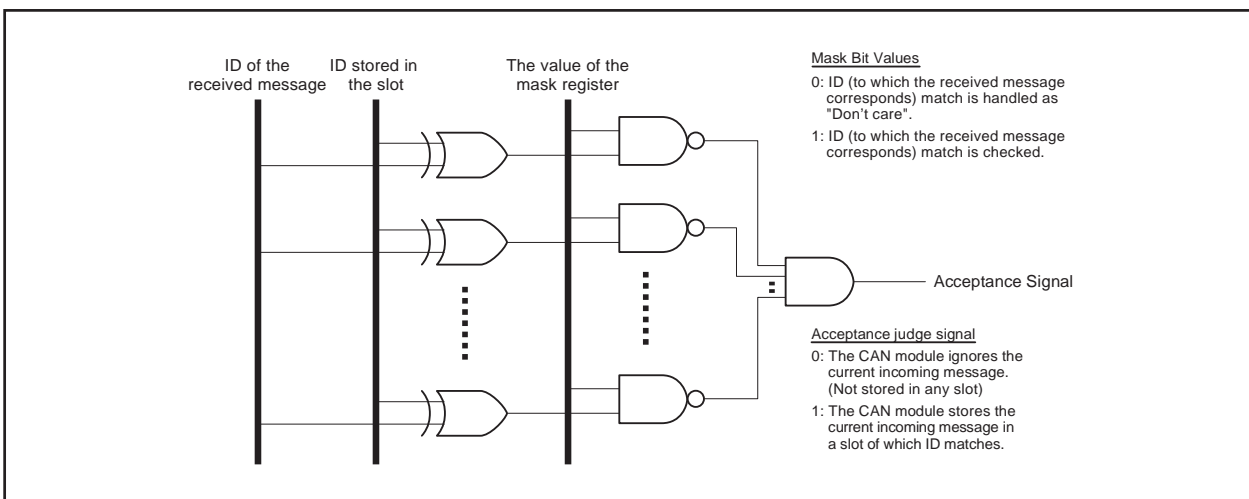 ID of the
received message
ID stored in
the slot
The value of the
mask register
Mask Bit Values
0: ID (to which the received message
corresponds) match is handled as
"Don't care".
1: ID (to which the received message
corresponds) match is checked.
Acceptance Signal
Acceptance judge signal
0: The CAN module ignores the
current incoming message.
(Not stored in any slot)
1: The CAN module stores the
current incoming message in
a slot of which ID matches.